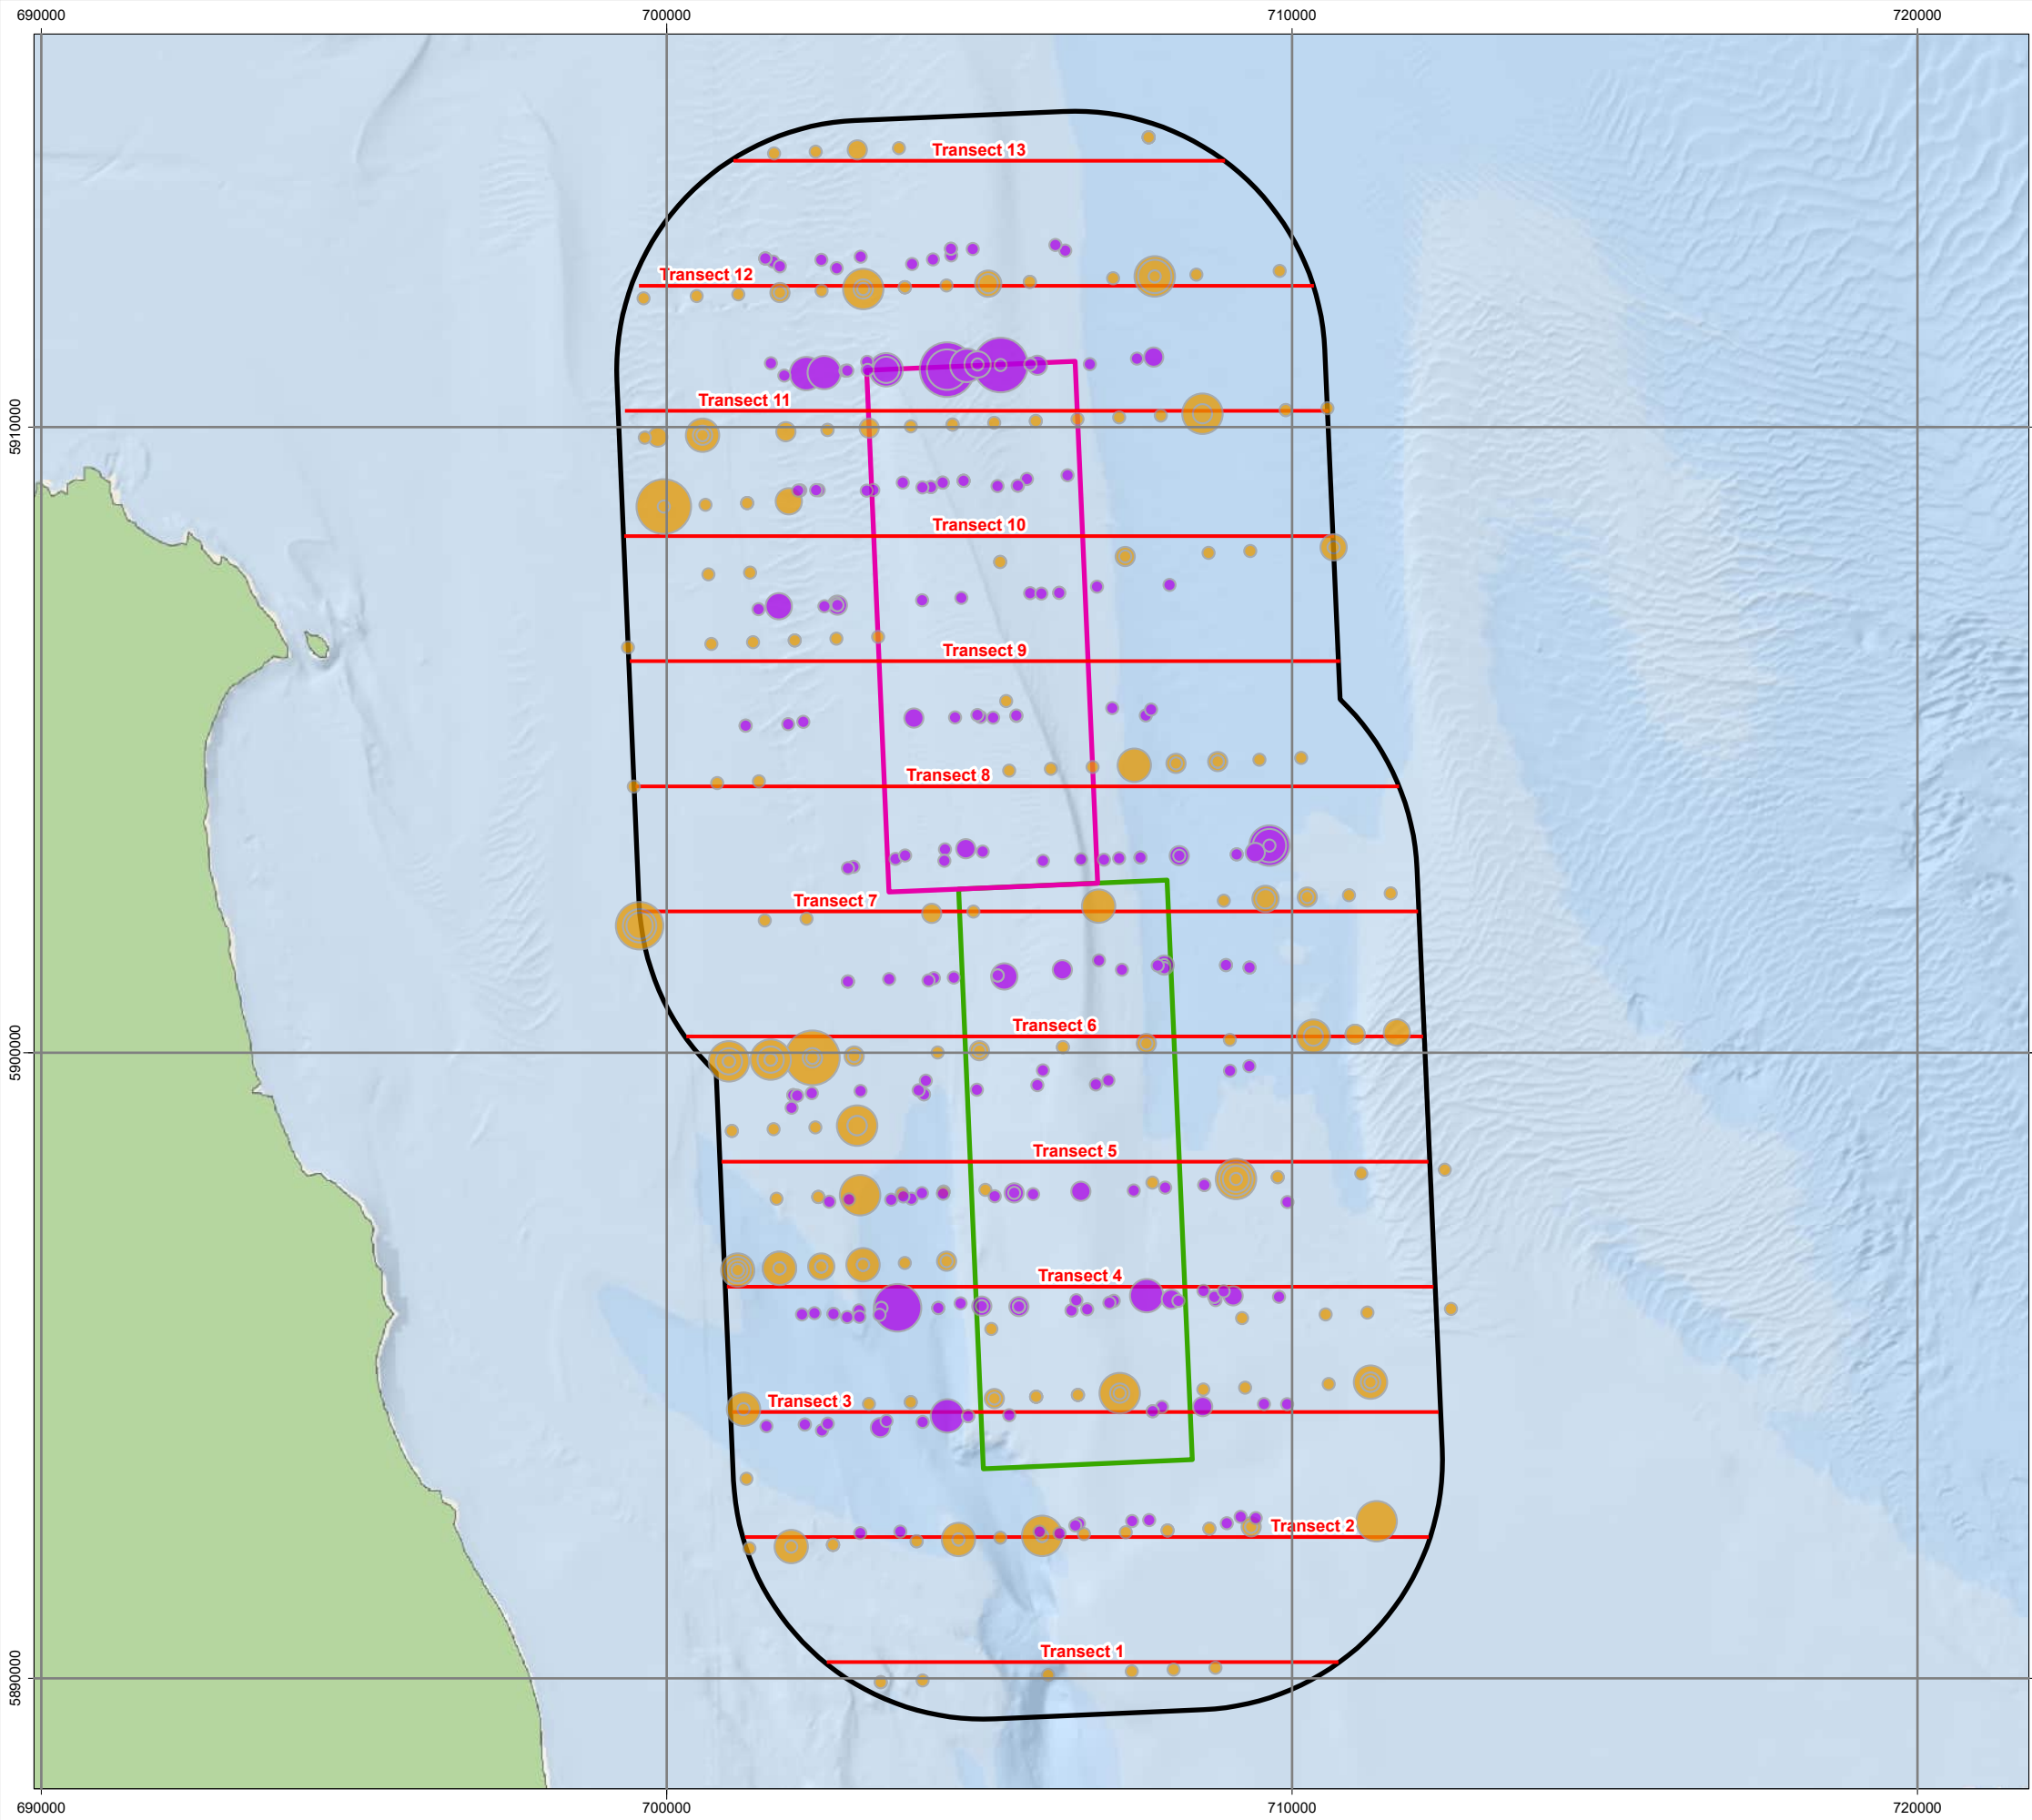 690000
700000
710000
720000
Transect 13
Transect 12
Transect 11
5910000
Transect 10
Transect 9
Transect 8
Transect 7
Transect 6
5900000
Transect 5
Transect 4
Transect 3
Transect 2
Transect 1
5890000
690000
700000
710000
720000